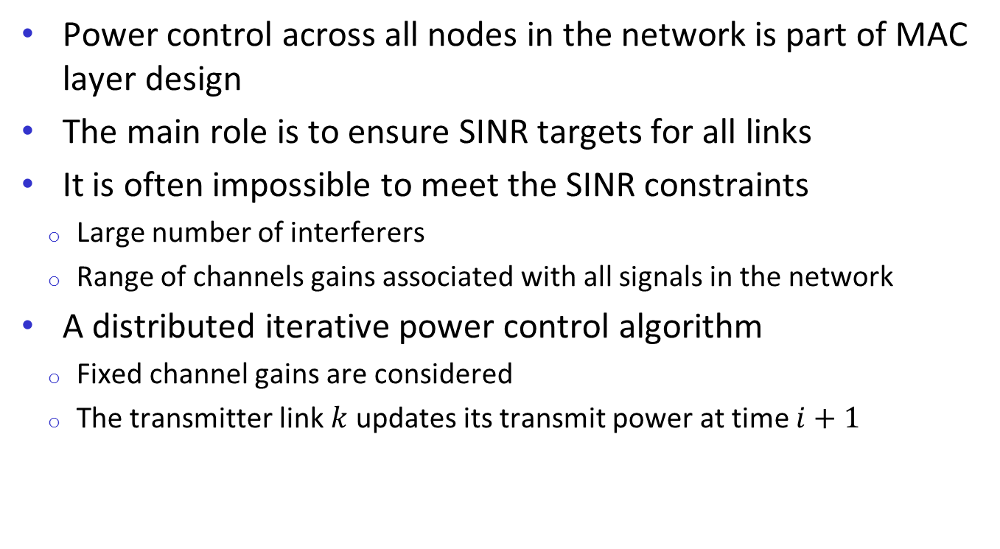 • Power control across all nodes in the network is part of MAC
layer design
• The main role is to ensure SINR targets for all links
• It is often impossible to meet the SINR constraints
○ Large number of interferers
○ Range of channels gains associated with all signals in the network
• A distributed iterative power control algorithm
○ Fixed channel gains are considered
○ The transmitter link k updates its transmit power at time i + 1